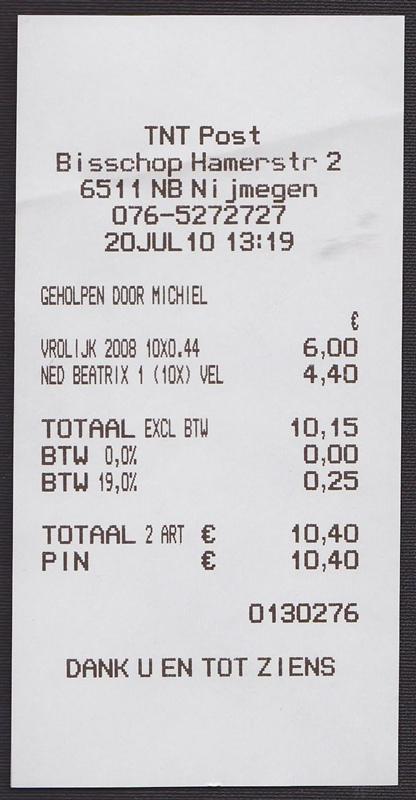 TNT Post
Bisschop Hamerstr 2
6511 NB Nijmegen
076-5272727
20JUL10 13:19
GEHOLPEN DOOR MICHIEL
€
VROLIJK 2008 10X0.44 6,00
NED BEATRIX 1 (10X) VEL 4,40
TOTAAL EXCL BTW 10,15
BTW 0,0% 0,00
BTW 19,0% 0,25
TOTAAL 2 ART € 10,40
PIN € 10,40
0130276
DANK U EN TOT ZIENS